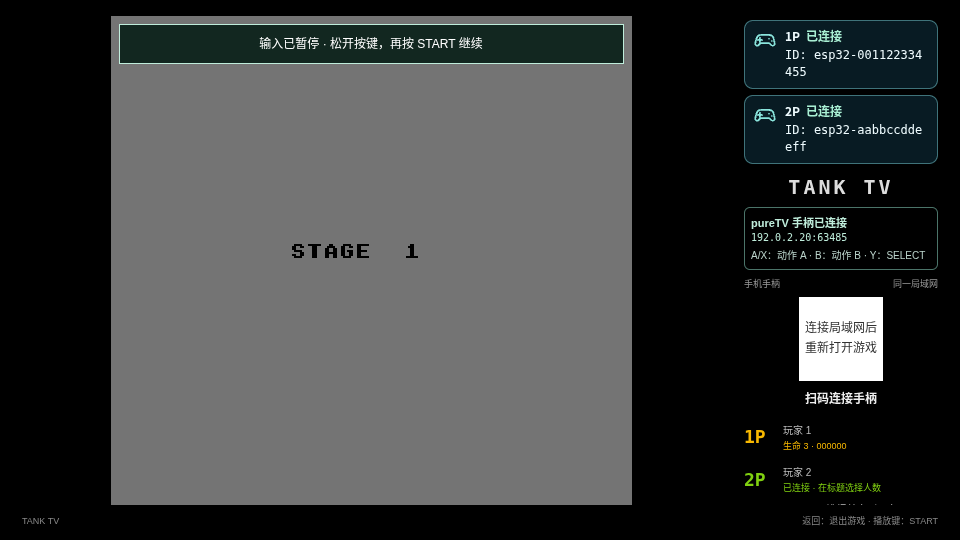 输入已暂停 · 松开按键，再按 START 继续
STAGE 1
1P 已连接
ID: esp32-001122334
455
2P 已连接
ID: esp32-aabbccdde
eff
TANK TV
pureTV 手柄已连接
192.0.2.20:63485
A/X：动作 A · B：动作 B · Y：SELECT
手机手柄 同一局域网
连接局域网后
重新打开游戏
扫码连接手柄
1P 玩家 1
生命 3 · 000000
2P 玩家 2
已连接 · 在标题选择人数
TANK TV
返回：退出游戏 · 播放键：START